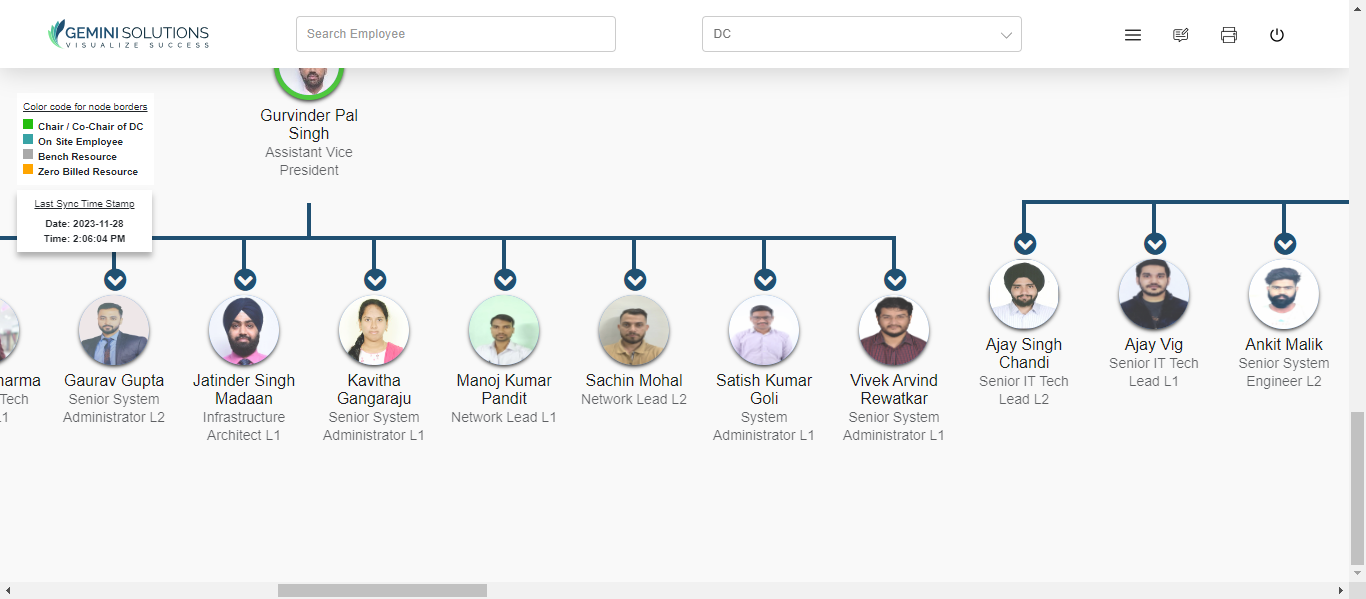 GEMINI SOLUTIONS
VISUALIZE SUCCESS
Search Employee
DC
Color code for node borders
Chair / Co-Chair of DC
On Site Employee
Bench Resource
Zero Billed Resource
Last Sync Time Stamp
Date: 2023-11-28
Time: 2:06:04 PM
Gurvinder Pal
Singh
Assistant Vice
President
harma
Tech
Gaurav Gupta
Senior System
Administrator L2
Jatinder Singh
Madaan
Infrastructure
Architect L1
Kavitha
Gangaraju
Senior System
Administrator L1
Manoj Kumar
Pandit
Network Lead L1
Sachin Mohal
Network Lead L2
Satish Kumar
Goli
System
Administrator L1
Vivek Arvind
Rewatkar
Senior System
Administrator L1
Ajay Singh
Chandi
Senior IT Tech
Lead L2
Ajay Vig
Senior IT Tech
Lead L1
Ankit Malik
Senior System
Engineer L2